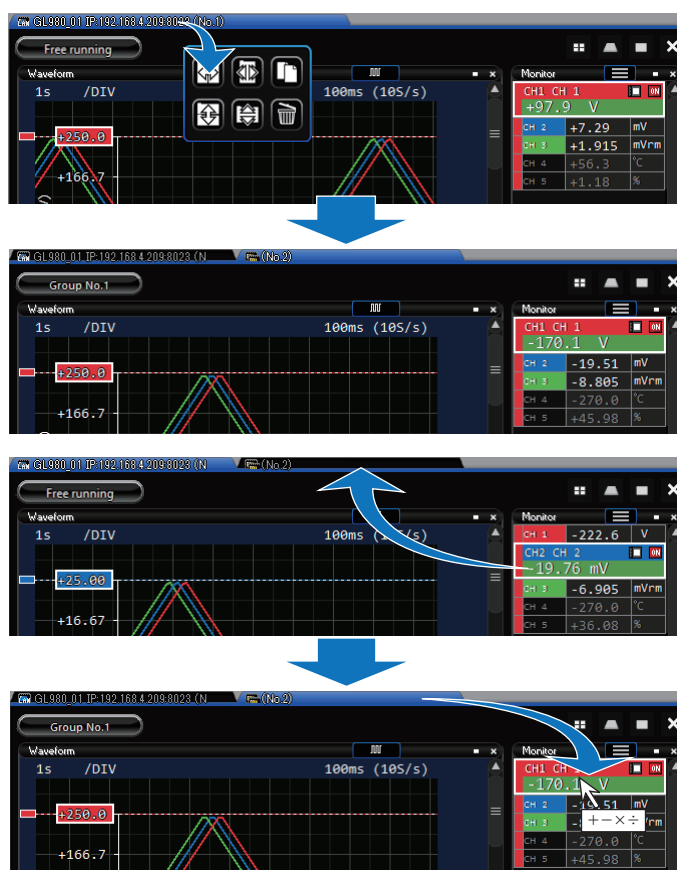 GL980_01 IP:192.168.4.209:8023 (No.1)
Free running
Waveform
Monitor
1s /DIV
100ms (10S/s)
CH1 CH 1 ON
+97.9 V
+250.0
CH 2 +7.29 mV
CH 3 +1.915 mVrm
CH 4 +56.3 °C
+166.7
CH 5 +1.18 %
GL980_01 IP:192.168.4.209:8023 (N
(No.2)
Group No.1
Waveform
Monitor
1s /DIV
100ms (10S/s)
CH1 CH 1 ON
-170.1 V
+250.0
CH 2 -19.51 mV
CH 3 -8.805 mVrm
CH 4 -270.0 °C
+166.7
CH 5 +45.98 %
GL980_01 IP:192.168.4.209:8023 (N
(No.2)
Free running
Waveform
Monitor
1s /DIV
100ms (10S/s)
CH 1 -222.6 V
CH2 CH 2 ON
-19.76 mV
+25.00
CH 3 -6.905 mVrm
CH 4 -270.0 °C
+16.67
CH 5 +36.08 %
GL980_01 IP:192.168.4.209:8023 (N
(No.2)
Group No.1
Waveform
Monitor
1s /DIV
100ms (10S/s)
CH1 CH ON
-170.1 V
+250.0
CH 2 -19.51 mV
CH 3 -8 +−×÷ rm
CH 4 -270.0 °C
+166.7
CH 5 +45.98 %